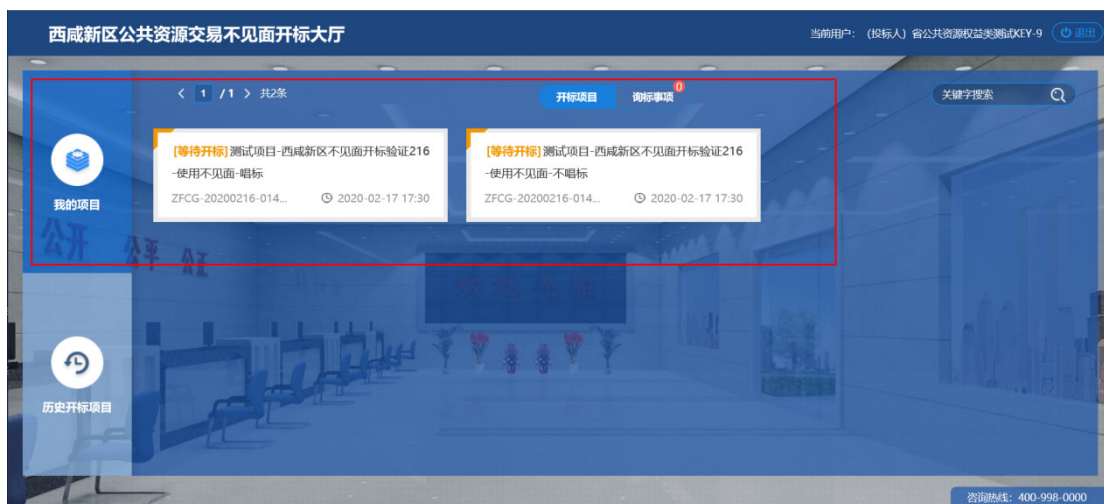 西咸新区公共资源交易不见面开标大厅
当前用户： (投标人) 省公共资源权益类测试KEY-9
退出
1 / 1 共2条
开标项目
询标事项
0
关键字搜索
我的项目
[等待开标]测试项目-西咸新区不见面开标验证216
-使用不见面-唱标
ZFCG-20200216-014...
2020-02-17 17:30
[等待开标]测试项目-西咸新区不见面开标验证216
-使用不见面-不唱标
ZFCG-20200216-014...
2020-02-17 17:30
公开 公平 公正
历史开标项目
咨询热线：400-998-0000